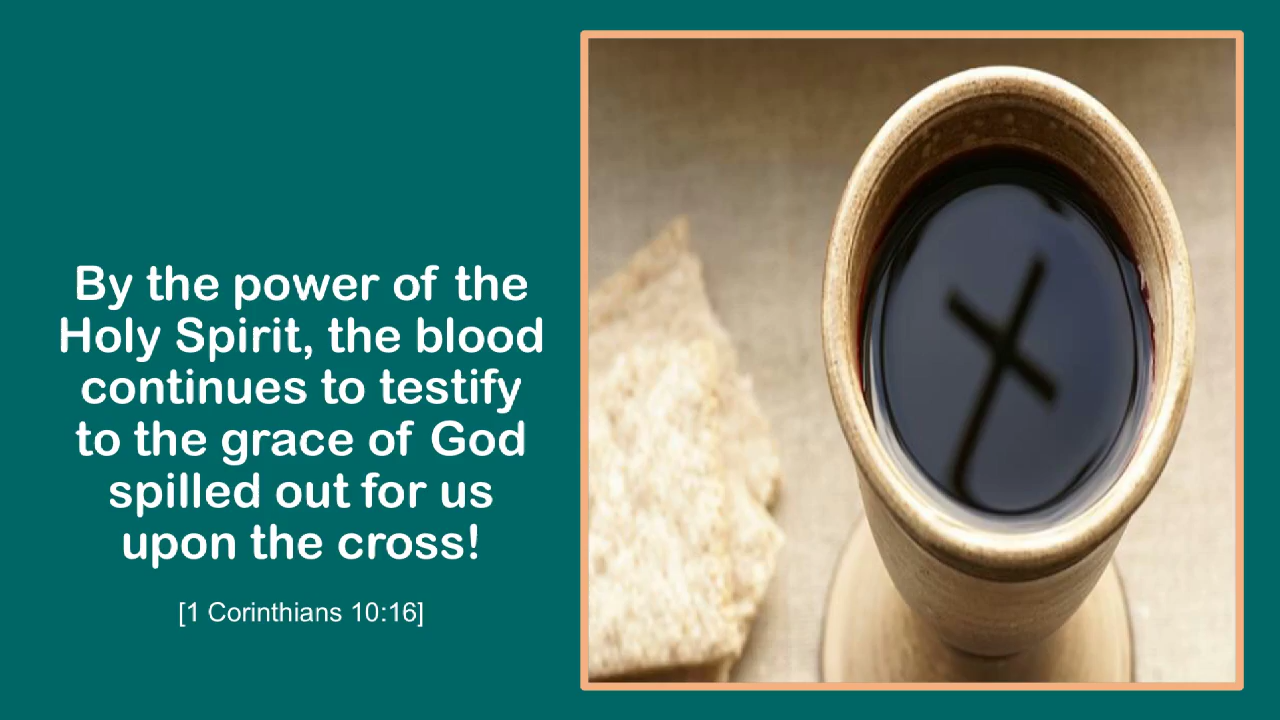 By the power of the
Holy Spirit, the blood
continues to testify
to the grace of God
spilled out for us
upon the cross!
[1 Corinthians 10:16]